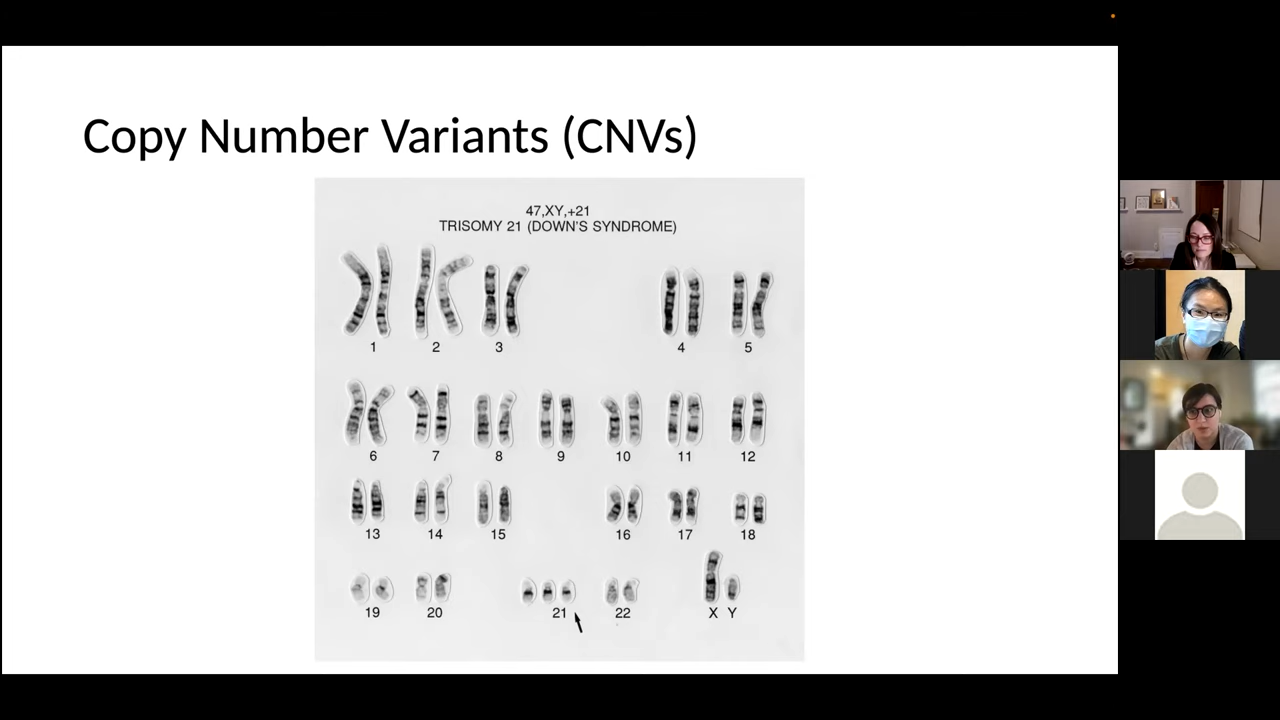 Copy Number Variants (CNVs)
47,XY,+21
TRISOMY 21 (DOWN'S SYNDROME)
1 2 3 4 5
6 7 8 9 10 11 12
13 14 15 16 17 18
19 20 21 22 X Y